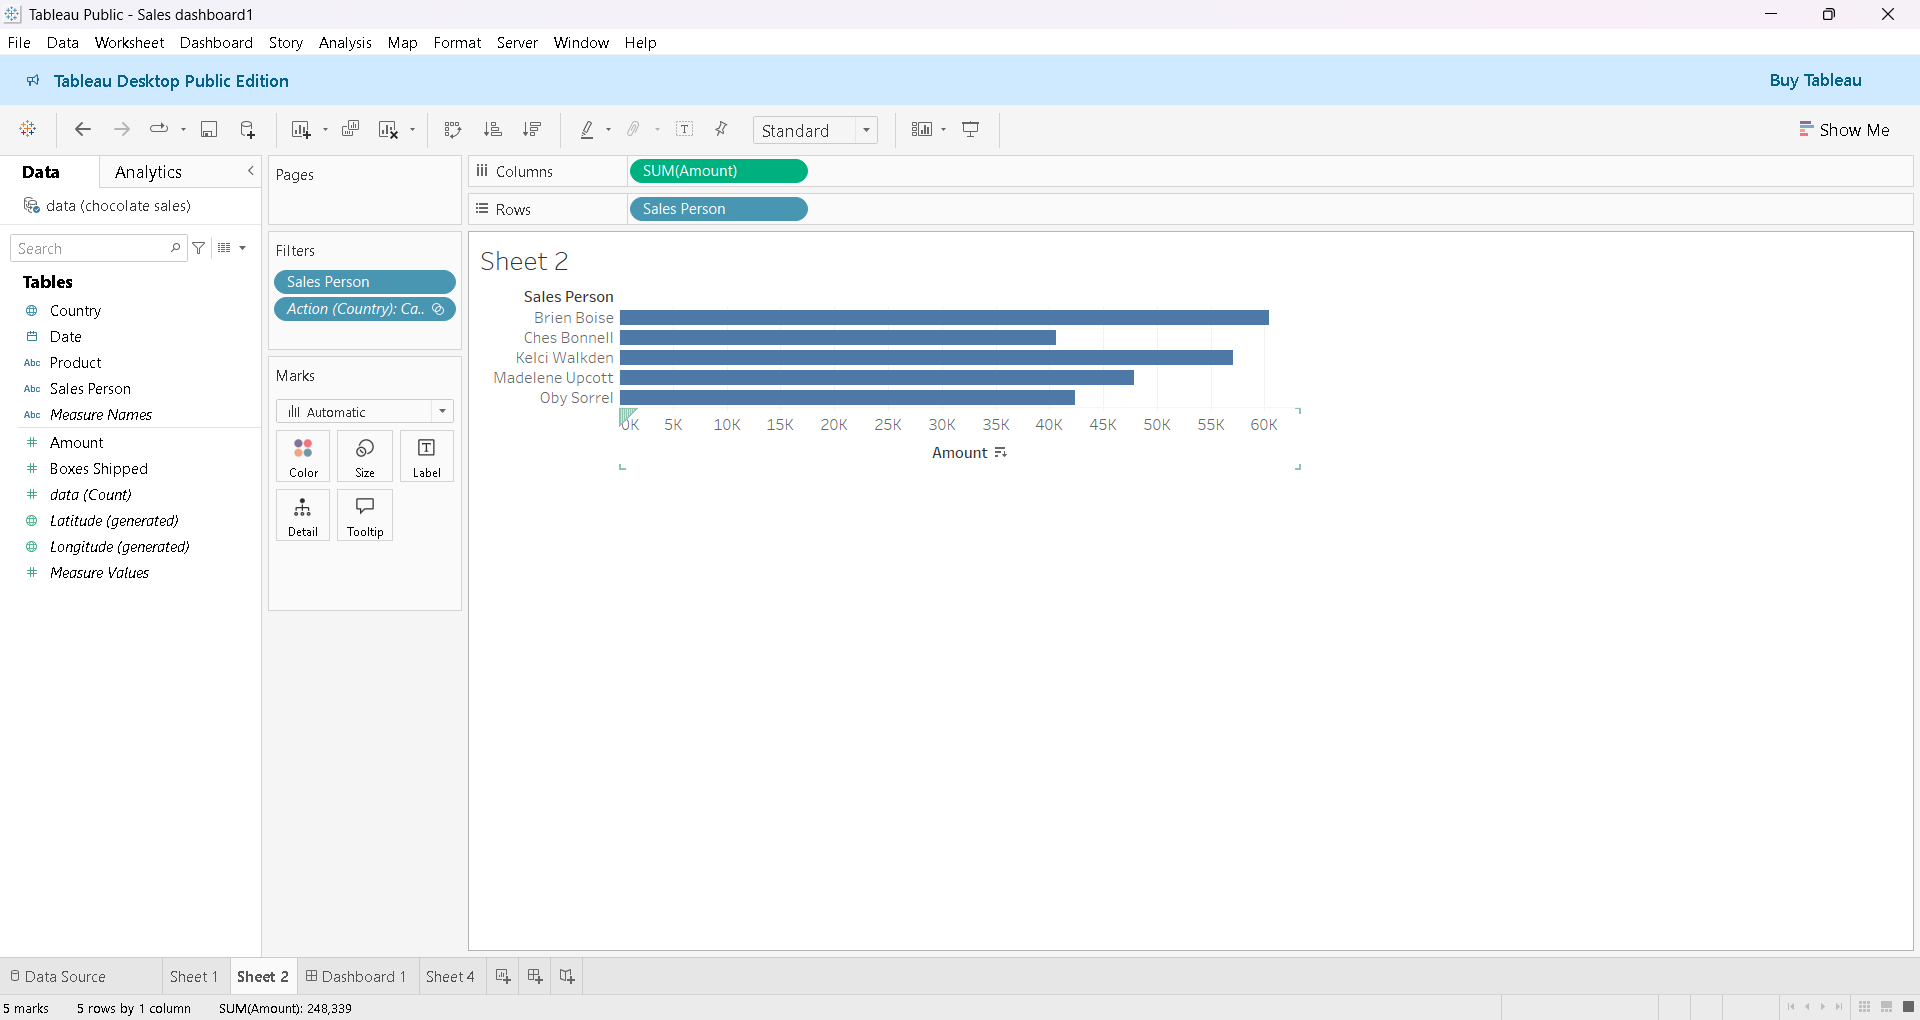 Tableau Public - Sales dashboard1
File Data Worksheet Dashboard Story Analysis Map Format Server Window Help
Tableau Desktop Public Edition
Buy Tableau
Standard
Show Me
Data
Analytics
data (chocolate sales)
Search
Tables
Country
Date
Abc Product
Abc Sales Person
Abc Measure Names
Amount
Boxes Shipped
data (Count)
Latitude (generated)
Longitude (generated)
Measure Values
Pages
Filters
Sales Person
Action (Country): Ca..
Marks
Automatic
Color Size Label
Detail Tooltip
Columns SUM(Amount)
Rows Sales Person
Sheet 2
Sales Person
Brien Boise
Ches Bonnell
Kelci Walkden
Madelene Upcott
Oby Sorrel
0K 5K 10K 15K 20K 25K 30K 35K 40K 45K 50K 55K 60K
Amount
Data Source Sheet 1 Sheet 2 Dashboard 1 Sheet 4
5 marks 5 rows by 1 column SUM(Amount): 248,339